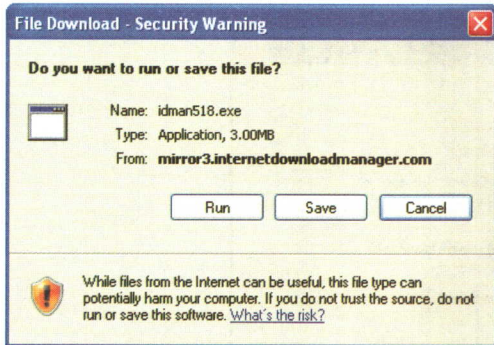 File Download - Security Warning
Do you want to run or save this file?
Name: idman518.exe
Type: Application, 3.00MB
From: mirror3.internetdownloadmanager.com
Run Save Cancel
While files from the Internet can be useful, this file type can
potentially harm your computer. If you do not trust the source, do not
run or save this software. What's the risk?